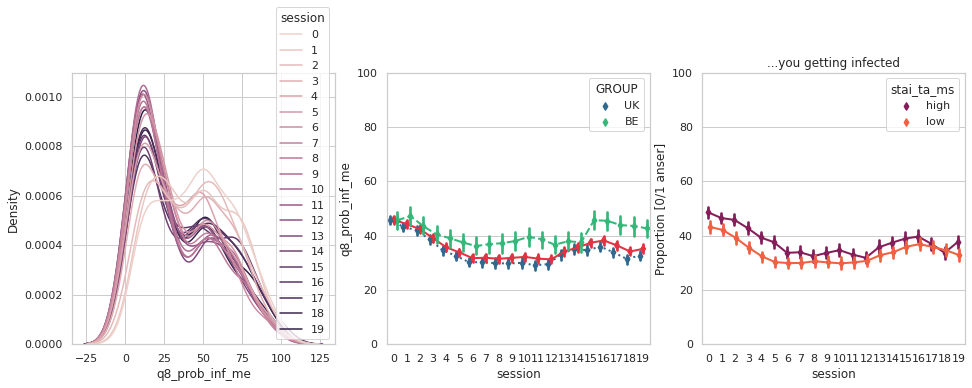 session
0
1
2
3
4
5
6
7
8
9
10
11
12
13
14
15
16
17
18
19
0.0010
0.0008
0.0006
0.0004
0.0002
0.0000
Density
−25 0 25 50 75 100 125
q8_prob_inf_me
GROUP
UK
BE
100
80
60
40
20
0
q8_prob_inf_me
0 1 2 3 4 5 6 7 8 9 10 11 12 13 14 15 16 17 18 19
session
...you getting infected
stai_ta_ms
high
low
100
80
60
40
20
0
Proportion [0/1 anser]
0 1 2 3 4 5 6 7 8 9 10 11 12 13 14 15 16 17 18 19
session